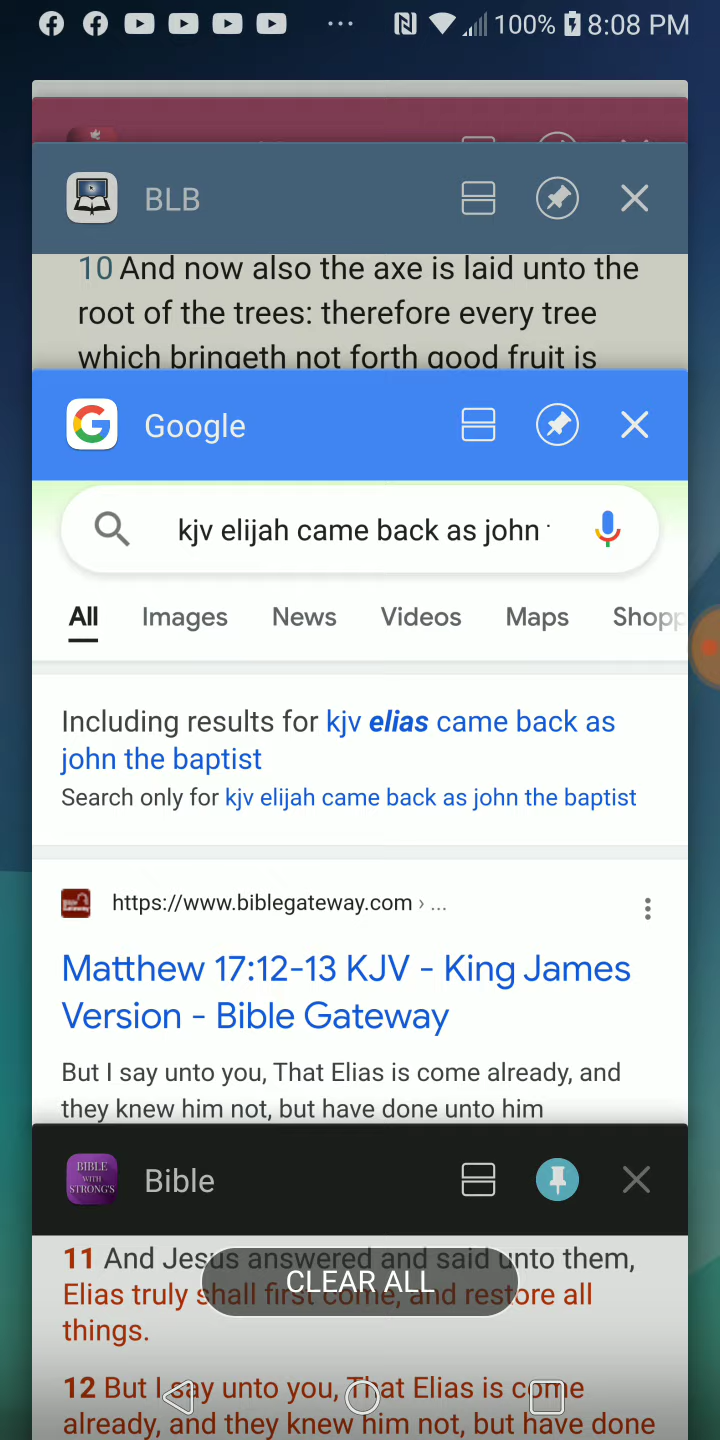 100% 8:08 PM
BLB
10 And now also the axe is laid unto the
root of the trees: therefore every tree
which bringeth not forth good fruit is
Google
kjv elijah came back as john
All Images News Videos Maps Shopp
Including results for kjv elias came back as
john the baptist
Search only for kjv elijah came back as john the baptist
https://www.biblegateway.com › ...
Matthew 17:12-13 KJV - King James
Version - Bible Gateway
But I say unto you, That Elias is come already, and
they knew him not, but have done unto him
BIBLE
WITH
STRONG'S
Bible
11 And Jesus answered and said unto them,
Elias truly shall first come, and restore all
things.
CLEAR ALL
12 But I say unto you, That Elias is come
already, and they knew him not, but have done